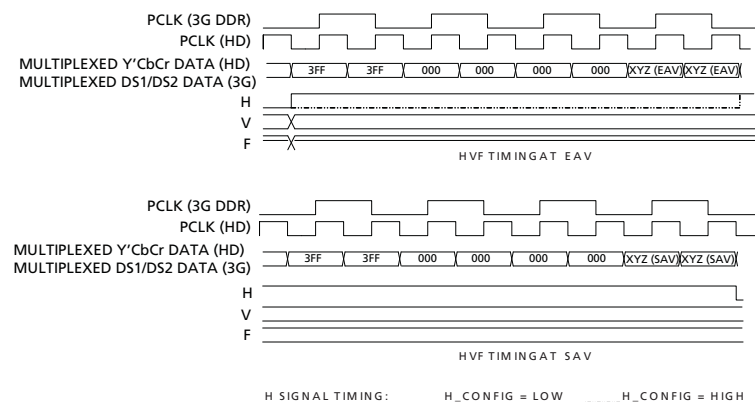 PCLK (3G DDR)
PCLK (HD)
MULTIPLEXED Y'CbCr DATA (HD)
MULTIPLEXED DS1/DS2 DATA (3G)
3FF 3FF 000 000 000 000 XYZ (EAV) XYZ (EAV)
H
V
F
HVF TIMING AT EAV
PCLK (3G DDR)
PCLK (HD)
MULTIPLEXED Y'CbCr DATA (HD)
MULTIPLEXED DS1/DS2 DATA (3G)
3FF 3FF 000 000 000 000 XYZ (SAV) XYZ (SAV)
H
V
F
HVF TIMING AT SAV
H SIGNAL TIMING: H_CONFIG = LOW H_CONFIG = HIGH